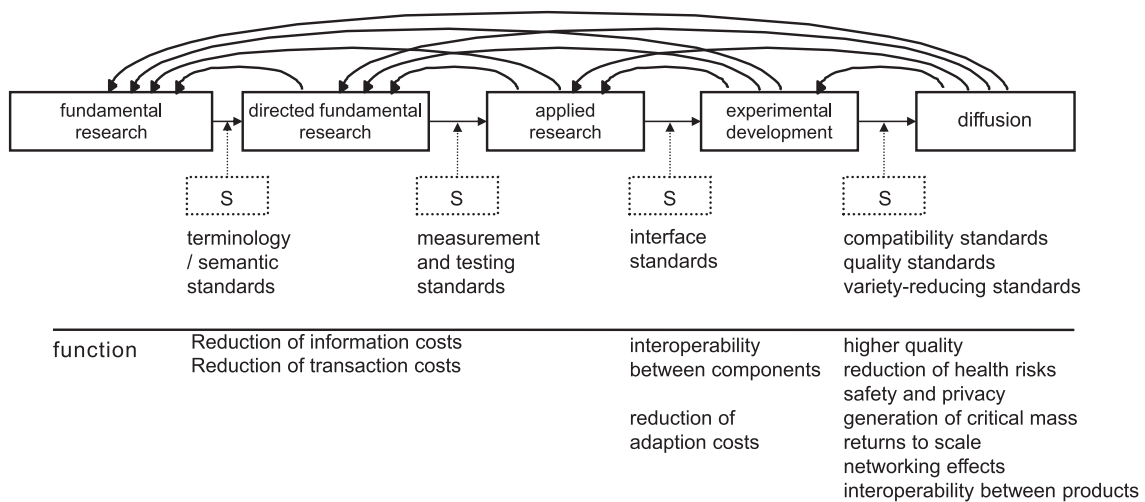 fundamental
research
directed fundamental
research
applied
research
experimental
development
diffusion
S
S
S
S
terminology
/ semantic
standards
measurement
and testing
standards
interface
standards
compatibility standards
quality standards
variety-reducing standards
function
Reduction of information costs
Reduction of transaction costs
interoperability
between components
reduction of
adaption costs
higher quality
reduction of health risks
safety and privacy
generation of critical mass
returns to scale
networking effects
interoperability between products